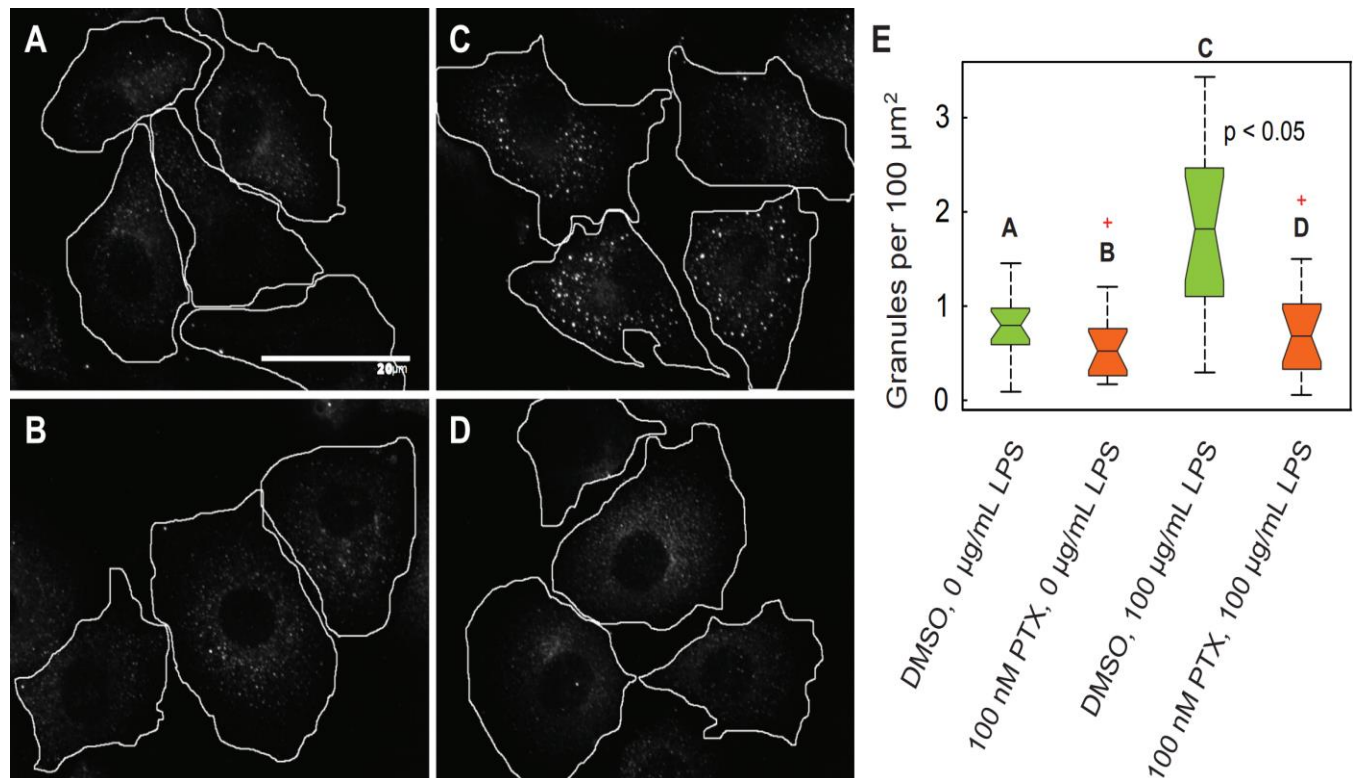 A
C
E
B
D
20μm
Granules per 100 µm²
3
2
1
0
A
B
C
D
p < 0.05
DMSO, 0 µg/mL LPS
100 nM PTX, 0 µg/mL LPS
DMSO, 100 µg/mL LPS
100 nM PTX, 100 µg/mL LPS